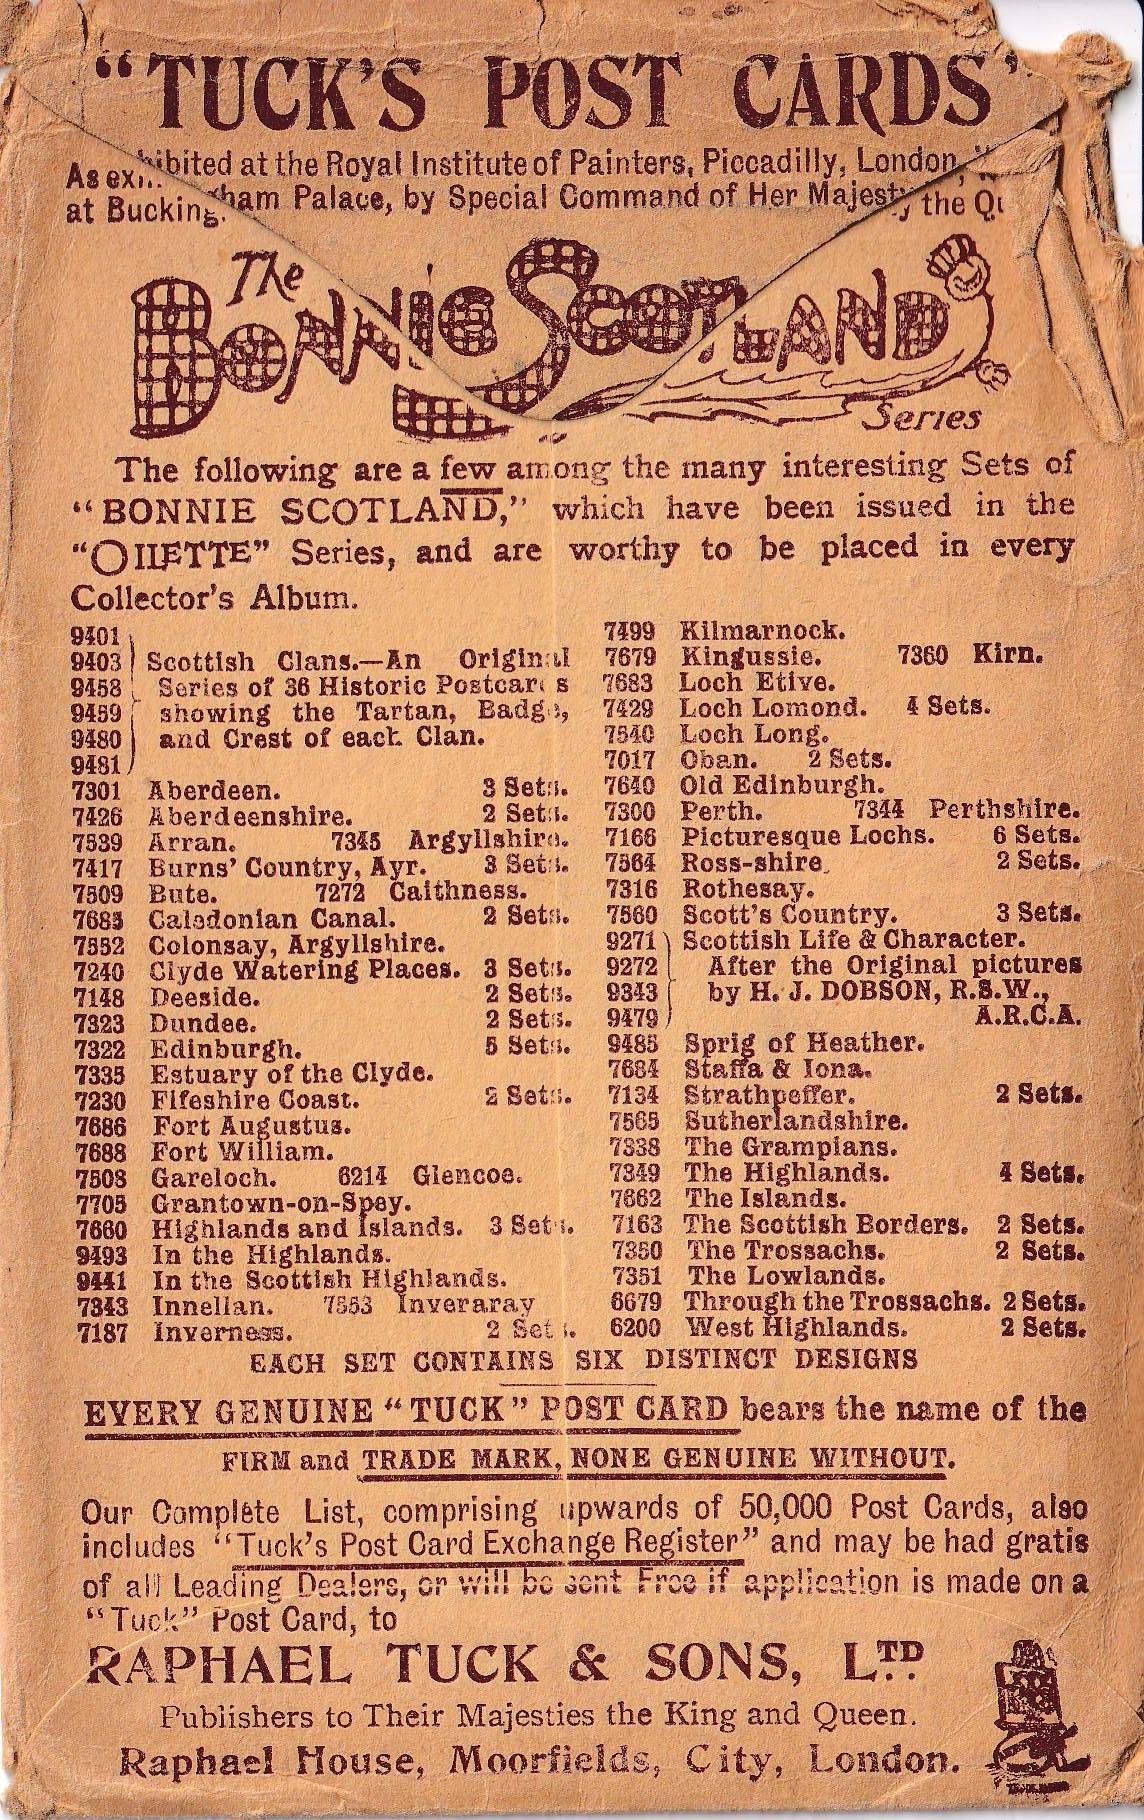 "TUCK'S POST CARDS"
As exhibited at the Royal Institute of Painters, Piccadilly, London,
at Buckingham Palace, by Special Command of Her Majesty the
The
BONNIE SCOTLAND
Series
The following are a few among the many interesting Sets of
"BONNIE SCOTLAND," which have been issued in the
"OILETTE" Series, and are worthy to be placed in every
Collector's Album.
9401
9403 Scottish Clans.—An Original
9458 Series of 36 Historic Postcards
9459 showing the Tartan, Badge,
9480 and Crest of each Clan.
9481
7301 Aberdeen. 3 Sets.
7426 Aberdeenshire. 2 Sets.
7539 Arran. 7345 Argyllshire.
7417 Burns' Country, Ayr. 3 Sets.
7509 Bute. 7272 Caithness.
7685 Caledonian Canal. 2 Sets.
7552 Colonsay, Argyllshire.
7240 Clyde Watering Places. 3 Sets.
7148 Deeside. 2 Sets.
7323 Dundee. 2 Sets.
7322 Edinburgh. 5 Sets.
7335 Estuary of the Clyde.
7230 Fifeshire Coast. 2 Sets.
7686 Fort Augustus.
7688 Fort William.
7508 Gareloch. 6214 Glencoe.
7705 Grantown-on-Spey.
7660 Highlands and Islands. 3 Sets.
9493 In the Highlands.
9441 In the Scottish Highlands.
7343 Innellan. 7553 Inveraray
7187 Inverness. 2 Sets.
7499 Kilmarnock.
7679 Kingussie. 7360 Kirn.
7683 Loch Etive.
7429 Loch Lomond. 4 Sets.
7540 Loch Long.
7017 Oban. 2 Sets.
7640 Old Edinburgh.
7300 Perth. 7344 Perthshire.
7166 Picturesque Lochs. 6 Sets.
7564 Ross-shire. 2 Sets.
7316 Rothesay.
7560 Scott's Country. 3 Sets.
9271 Scottish Life & Character.
9272 After the Original pictures
9343 by H. J. DOBSON, R.S.W.,
9479 A.R.C.A.
9485 Sprig of Heather.
7684 Staffa & Iona.
7134 Strathpeffer. 2 Sets.
7565 Sutherlandshire.
7338 The Grampians.
7349 The Highlands. 4 Sets.
7662 The Islands.
7163 The Scottish Borders. 2 Sets.
7350 The Trossachs. 2 Sets.
7351 The Lowlands.
6679 Through the Trossachs. 2 Sets.
6200 West Highlands. 2 Sets.
EACH SET CONTAINS SIX DISTINCT DESIGNS
EVERY GENUINE "TUCK" POST CARD bears the name of the
FIRM and TRADE MARK, NONE GENUINE WITHOUT.
Our Complete List, comprising upwards of 50,000 Post Cards, also
includes "Tuck's Post Card Exchange Register" and may be had gratis
of all Leading Dealers, or will be sent Free if application is made on a
"Tuck" Post Card, to
RAPHAEL TUCK & SONS, LTD.
Publishers to Their Majesties the King and Queen.
Raphael House, Moorfields, City, London.